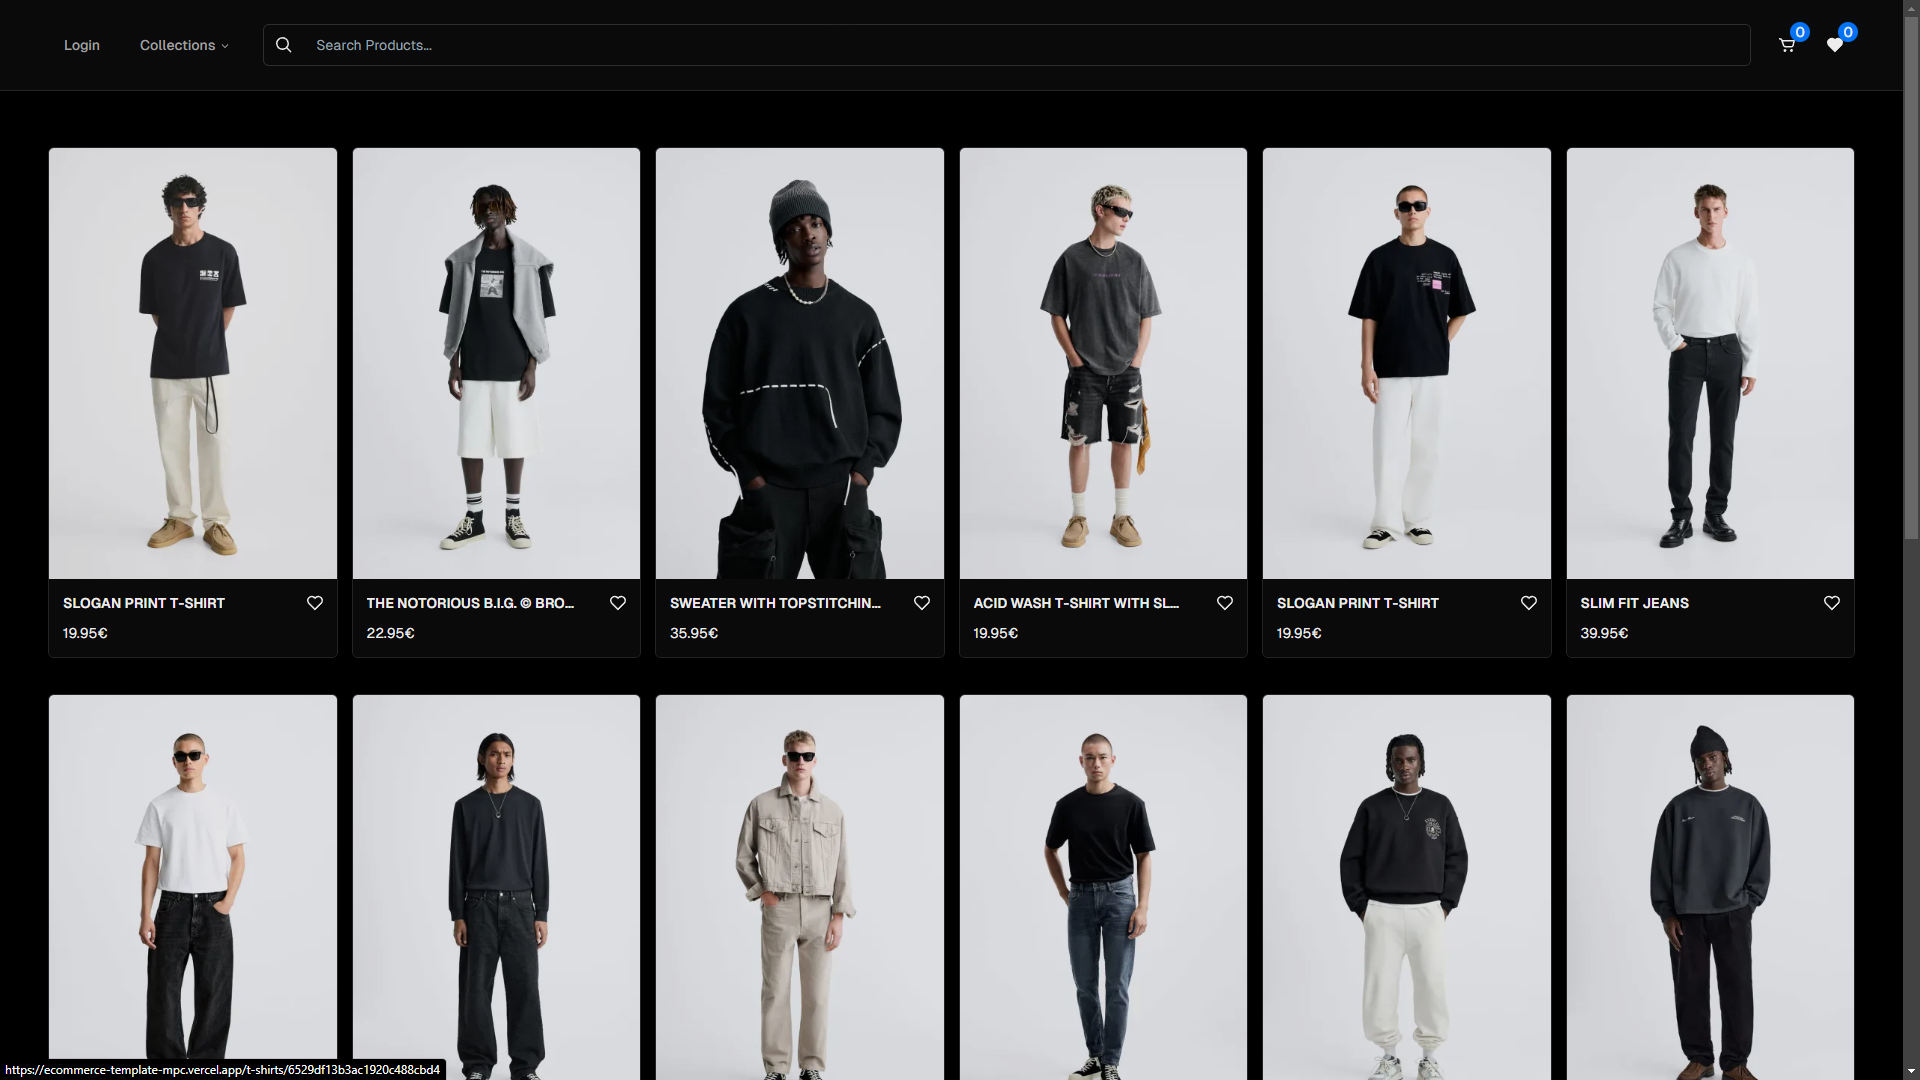 Login
Collections
Search Products...
0
0
SLOGAN PRINT T-SHIRT
19.95€
THE NOTORIOUS B.I.G. © BRO...
22.95€
SWEATER WITH TOPSTITCHIN...
35.95€
ACID WASH T-SHIRT WITH SL...
19.95€
SLOGAN PRINT T-SHIRT
19.95€
SLIM FIT JEANS
39.95€
https://ecommerce-template-mpc.vercel.app/t-shirts/6529df13b3ac1920c488cbd4